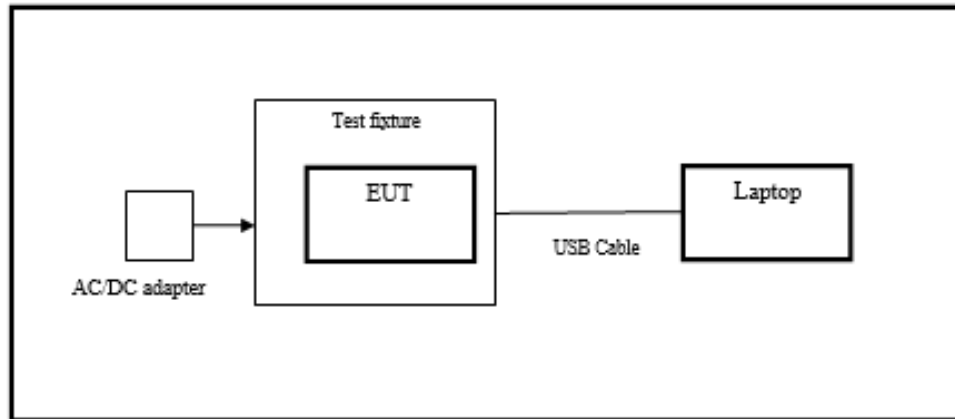 Test fixture
EUT
Laptop
USB Cable
AC/DC adapter